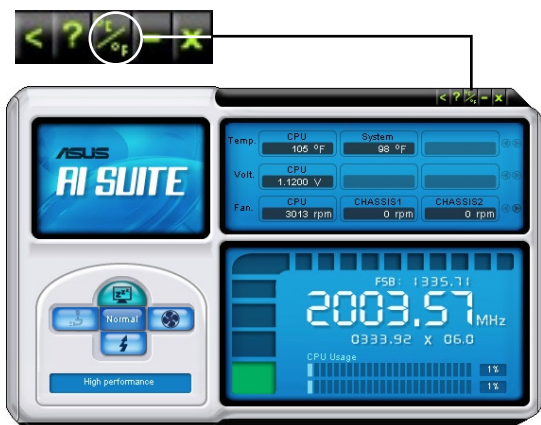 < ? °C/°F - x
< ? °C/°F - x
ASUS
AI SUITE
Temp. CPU System
105 °F 98 °F
Volt. CPU
1.1200 V
Fan. CPU CHASSIS1 CHASSIS2
3013 rpm 0 rpm 0 rpm
zzz
Normal
High performance
FSB: 1335.71
2003.57 MHz
0333.92 x 06.0
CPU Usage
1%
1%